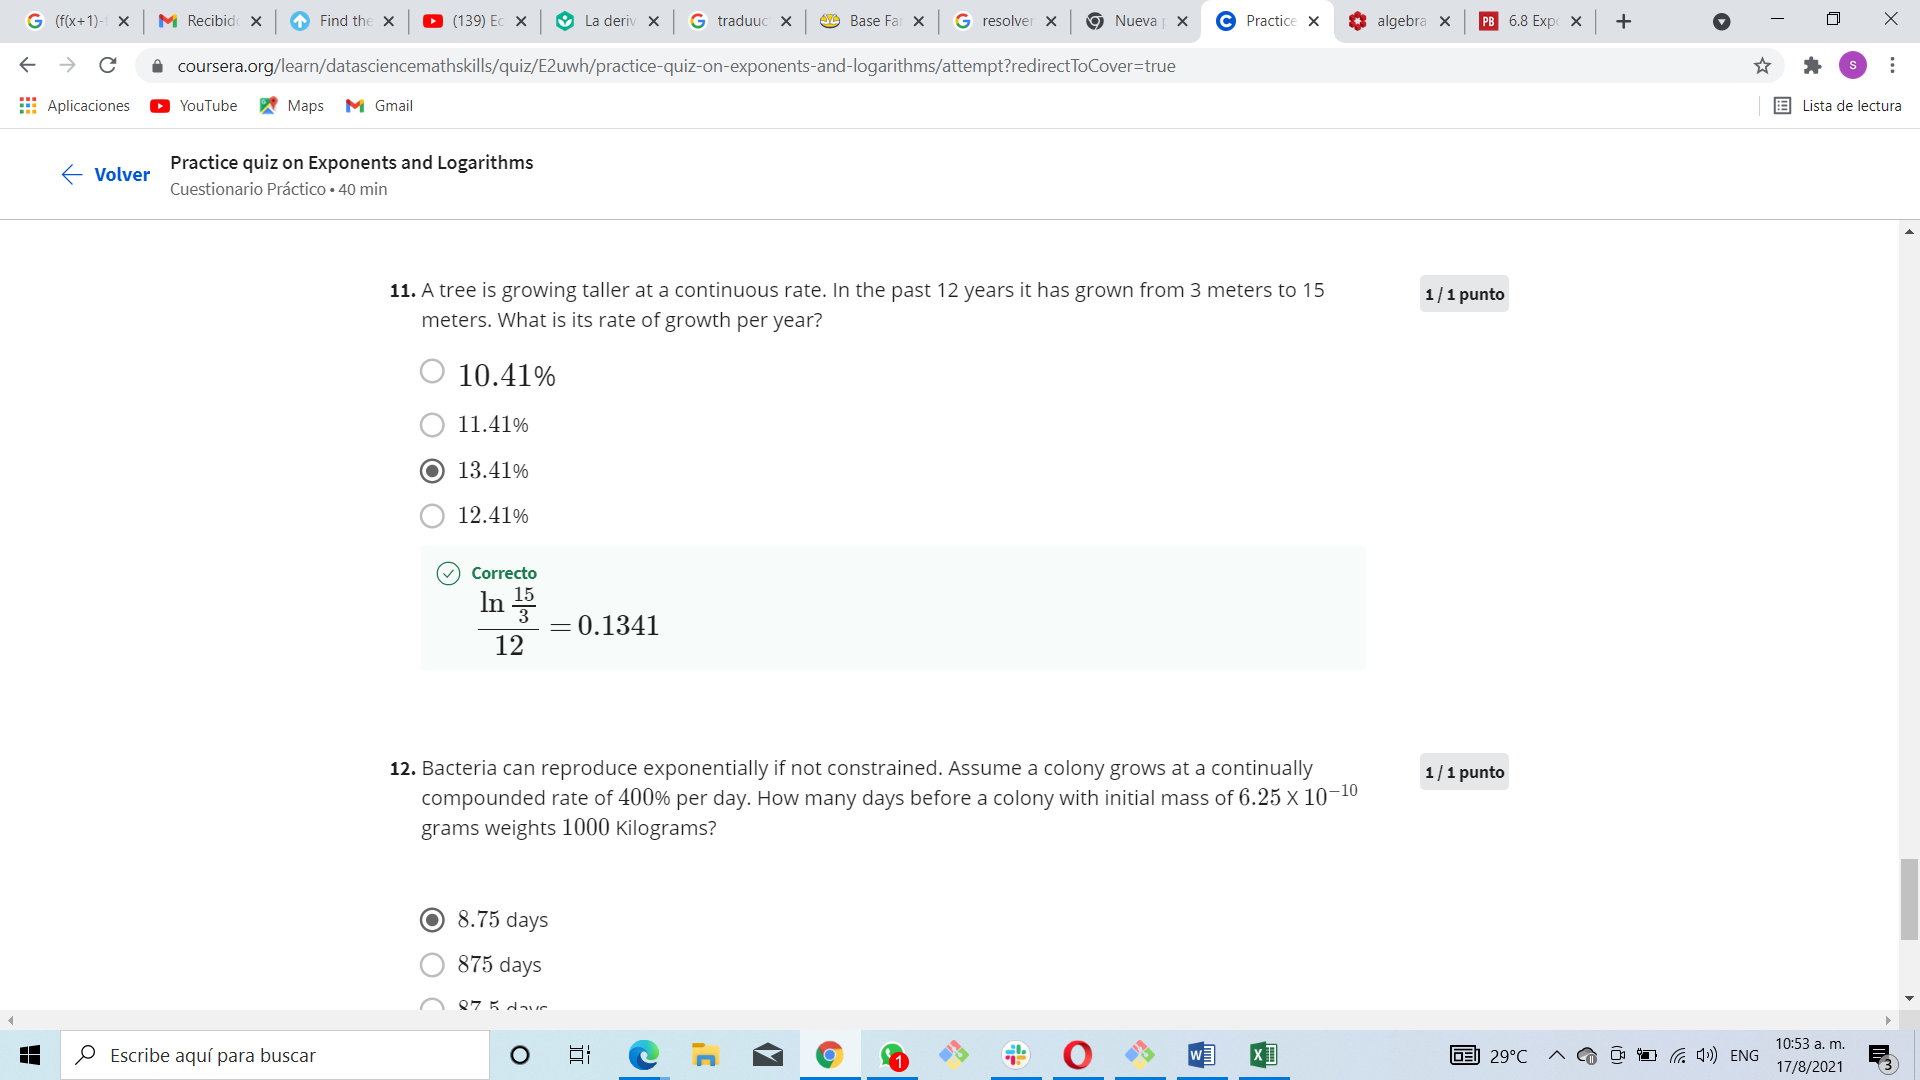 (f(x+1)-
Recibido
Find the
(139) Ec
La deriv
traduuc
Base Fa
resolver
Nueva p
Practice
algebra
PB 6.8 Expo
coursera.org/learn/datasciencemathskills/quiz/E2uwh/practice-quiz-on-exponents-and-logarithms/attempt?redirectToCover=true
S
Aplicaciones
YouTube
Maps
Gmail
Lista de lectura
Volver
Practice quiz on Exponents and Logarithms
Cuestionario Práctico • 40 min
11. A tree is growing taller at a continuous rate. In the past 12 years it has grown from 3 meters to 15
meters. What is its rate of growth per year?
1 / 1 punto
10.41%
11.41%
13.41%
12.41%
Correcto
ln 15/3 / 12 = 0.1341
12. Bacteria can reproduce exponentially if not constrained. Assume a colony grows at a continually
compounded rate of 400% per day. How many days before a colony with initial mass of 6.25 X 10⁻¹⁰
grams weights 1000 Kilograms?
1 / 1 punto
8.75 days
875 days
87.5 days
Escribe aquí para buscar
1
29°C
ENG
10:53 a. m.
17/8/2021
3